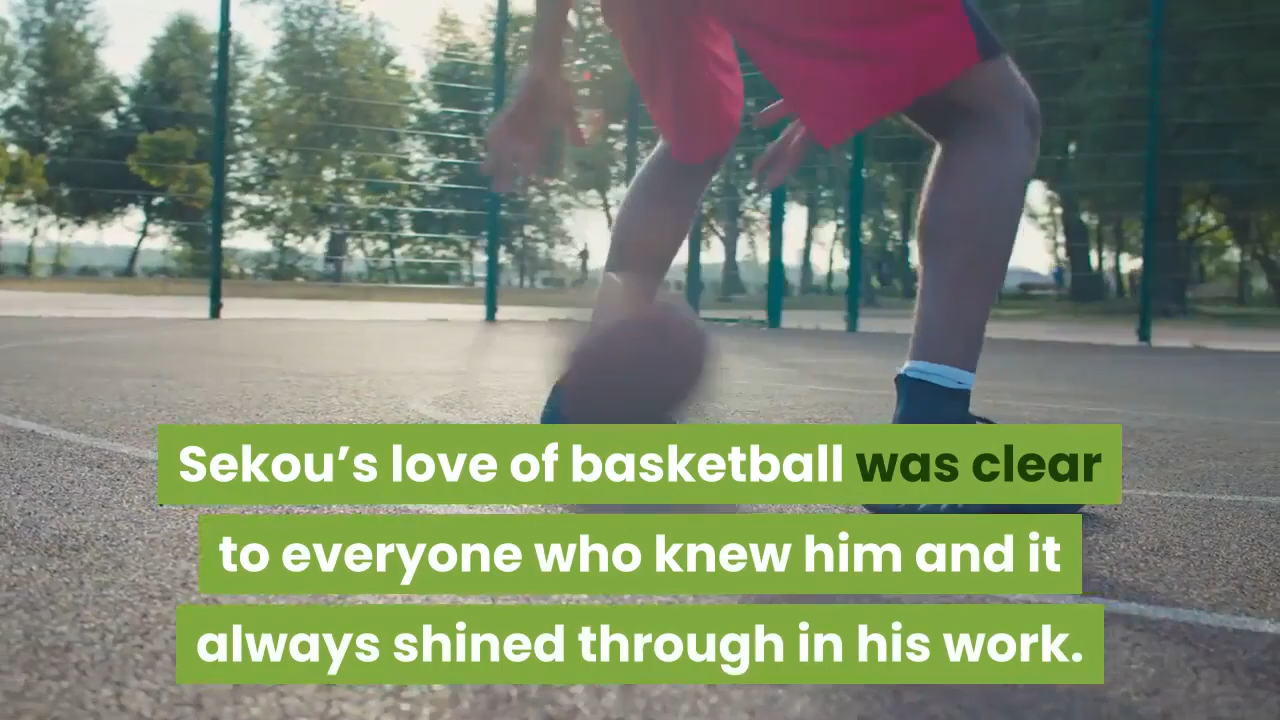 Sekou’s love of basketball was clear
to everyone who knew him and it
always shined through in his work.